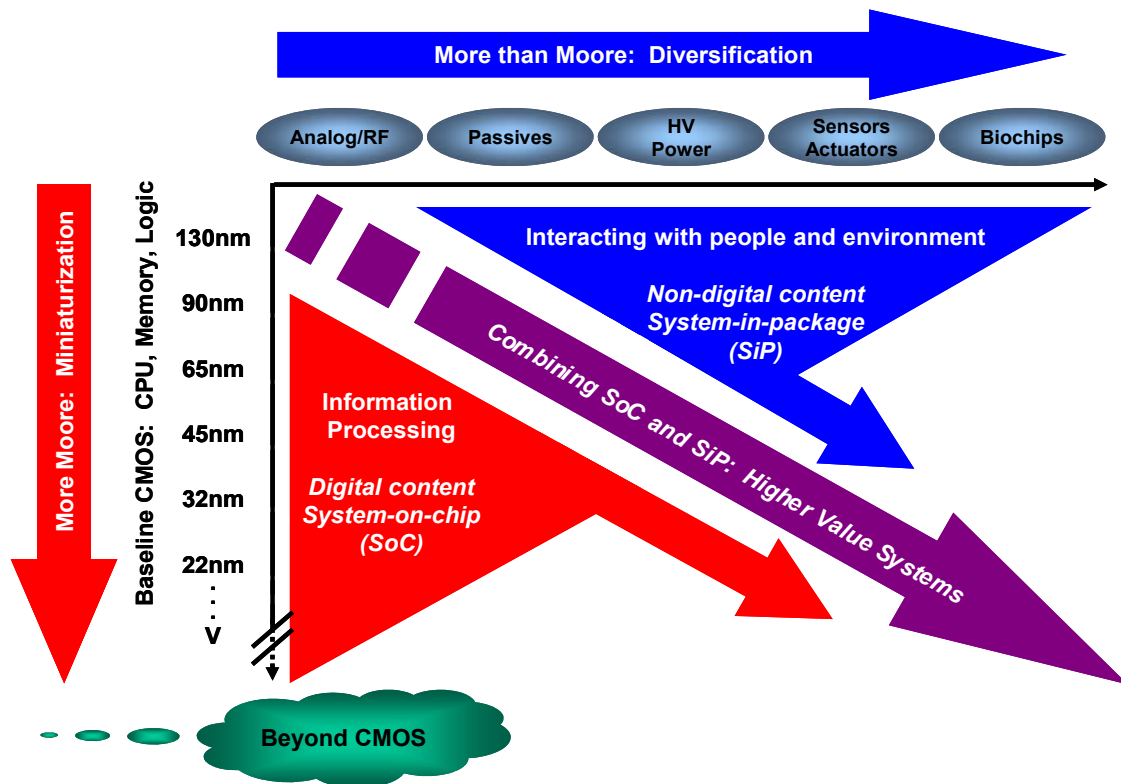 More than Moore: Diversification
Analog/RF
Passives
HV
Power
Sensors
Actuators
Biochips
More Moore: Miniaturization
Baseline CMOS: CPU, Memory, Logic
130nm
90nm
65nm
45nm
32nm
22nm
V
Interacting with people and environment
Non-digital content
System-in-package
(SiP)
Combining SoC and SiP: Higher Value Systems
Information
Processing
Digital content
System-on-chip
(SoC)
Beyond CMOS